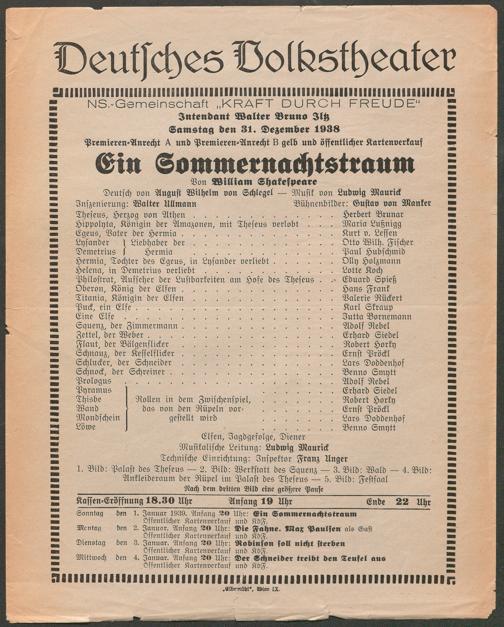 Deutsches Volkstheater
NS.-Gemeinschaft „KRAFT DURCH FREUDE“
Intendant Walter Bruno Iltz
Samstag den 31. Dezember 1938
Premieren-Anrecht A und Premieren-Anrecht B gelb und öffentlicher Kartenverkauf
Ein Sommernachtstraum
Von William Shakespeare
Deutsch von August Wilhelm von Schlegel — Musik von Ludwig Maurick
Inszenierung: Walter Ullmann Bühnenbilder: Gustav von Manker
Theseus, Herzog von Athen . . . Herbert Brunar
Hippolyta, Königin der Amazonen, mit Theseus verlobt . . . Maria Lußnigg
Egeus, Vater der Hermia . . . Kurt v. Lessen
Lysander } Liebhaber der . . . Otto Wilh. Fischer
Demetrius } Hermia . . . Paul Hubschmid
Hermia, Tochter des Egeus, in Lysander verliebt . . . Olly Holzmann
Helena, in Demetrius verliebt . . . Lotte Koch
Philostrat, Aufseher der Lustbarkeiten am Hofe des Theseus . . . Eduard Spieß
Oberon, König der Elfen . . . Hans Frank
Titania, Königin der Elfen . . . Valerie Rückert
Puck, ein Elfe . . . Karl Skraup
Eine Elfe . . . Jutta Bornemann
Squenz, der Zimmermann . . . Adolf Rebel
Zettel, der Weber . . . Erhard Siedel
Flaut, der Bälgenflicker . . . Robert Horky
Schnauz, der Kesselflicker . . . Ernst Pröckl
Schlucker, der Schneider . . . Lars Doddenhof
Schnock, der Schreiner . . . Benno Smytt
Prologus . . . Adolf Rebel
Pyramus . . . Erhard Siedel
Thisbe } Rollen in dem Zwischenspiel, . . . Robert Horky
Wand } das von den Rüpeln vor- . . . Ernst Pröckl
Mondschein } gestellt wird . . . Lars Doddenhof
Löwe . . . Benno Smytt
Elfen, Jagdgefolge, Diener
Musikalische Leitung: Ludwig Maurick
Technische Einrichtung: Inspektor Franz Unger
1. Bild: Palast des Theseus — 2. Bild: Werkstatt des Squenz — 3. Bild: Wald — 4. Bild:
Ankleideraum der Rüpel im Palast des Theseus — 5. Bild: Festsaal
Nach dem dritten Bild eine größere Pause
Kassen-Eröffnung 18.30 Uhr Anfang 19 Uhr Ende 22 Uhr
Sonntag den 1. Januar 1939. Anfang 20 Uhr: Ein Sommernachtstraum
Öffentlicher Kartenverkauf und KdF.
Montag den 2. Januar. Anfang 20 Uhr: Die Fahne. Max Paulsen als Gast
Öffentlicher Kartenverkauf und KdF.
Dienstag den 3. Januar. Anfang 20 Uhr: Robinson soll nicht sterben
Öffentlicher Kartenverkauf und KdF.
Mittwoch den 4. Januar. Anfang 20 Uhr: Der Schneider treibt den Teufel aus
Öffentlicher Kartenverkauf und KdF.
„Elbemühl“, Wien IX.